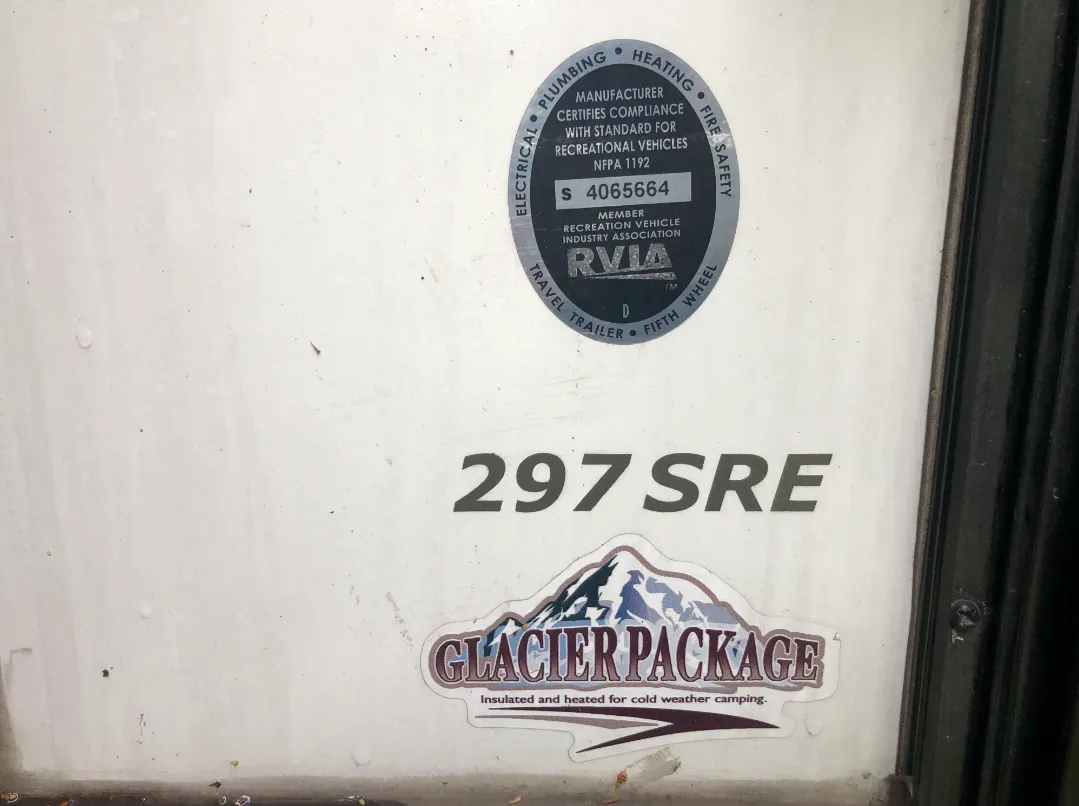 ELECTRICAL • PLUMBING • HEATING • FIRE SAFETY
MANUFACTURER
CERTIFIES COMPLIANCE
WITH STANDARD FOR
RECREATIONAL VEHICLES
NFPA 1192
S 4065664
MEMBER
RECREATION VEHICLE
INDUSTRY ASSOCIATION
RVIA
TM
D
TRAVEL TRAILER • FIFTH WHEEL
297 SRE
GLACIER PACKAGE
Insulated and heated for cold weather camping.